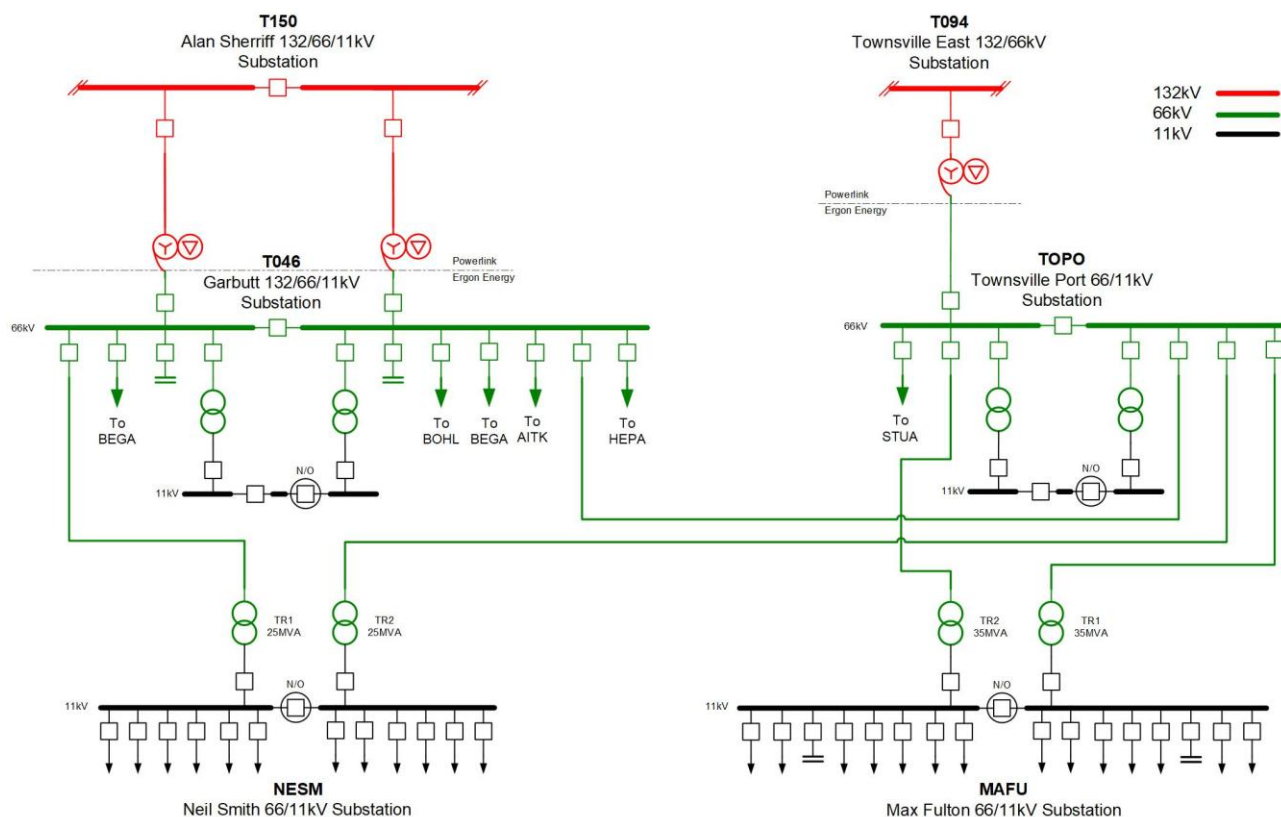 T150
Alan Sherriff 132/66/11kV
Substation
T094
Townsville East 132/66kV
Substation
132kV
66kV
11kV
Powerlink
Ergon Energy
T046
Garbutt 132/66/11kV
Substation
Powerlink
Ergon Energy
TOPO
Townsville Port 66/11kV
Substation
66kV
66kV
To
BEGA
To
BOHL
To
BEGA
To
AITK
To
HEPA
To
STUA
N/O
11kV
N/O
11kV
TR1
25MVA
TR2
25MVA
TR2
35MVA
TR1
35MVA
N/O
11kV
N/O
11kV
NESM
Neil Smith 66/11kV Substation
MAFU
Max Fulton 66/11kV Substation